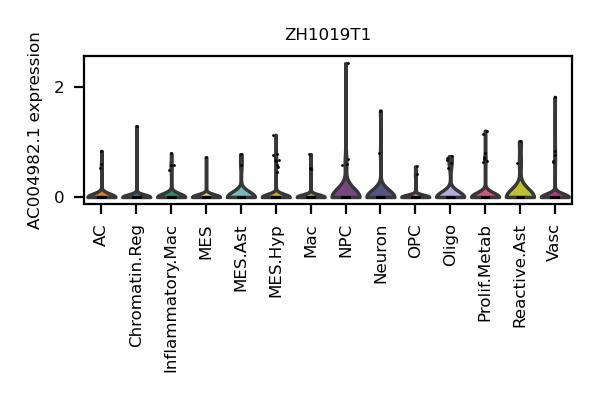 ZH1019T1
AC004982.1 expression
2
0
AC
Chromatin.Reg
Inflammatory.Mac
MES
MES.Ast
MES.Hyp
Mac
NPC
Neuron
OPC
Oligo
Prolif.Metab
Reactive.Ast
Vasc